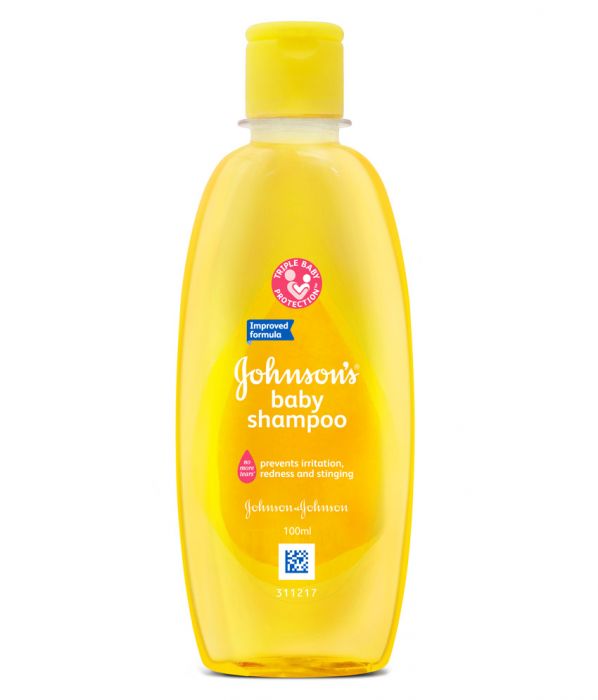 TRIPLE BABY
PROTECTION™
Improved
formula
Johnson's®
baby
shampoo
no
more
tears®
prevents irritation,
redness and stinging
Johnson & Johnson
100ml
311217